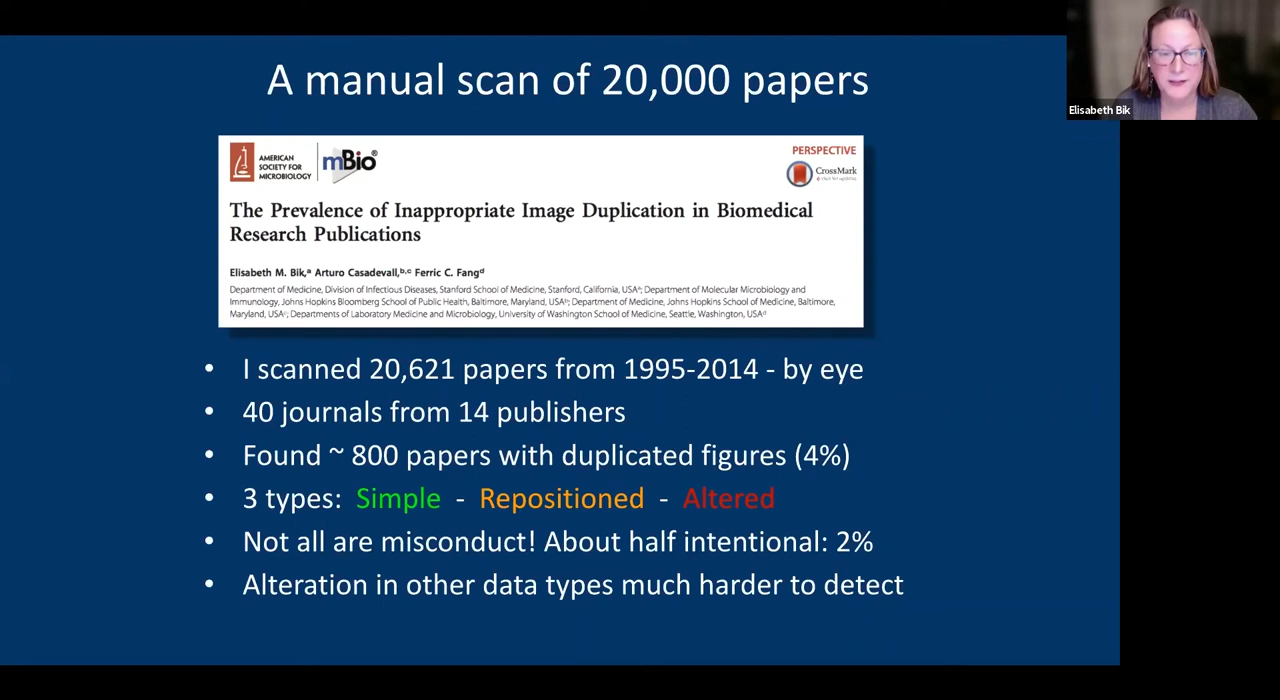 A manual scan of 20,000 papers
Elisabeth Bik
AMERICAN
SOCIETY FOR
MICROBIOLOGY
mBio®
PERSPECTIVE
CrossMark
The Prevalence of Inappropriate Image Duplication in Biomedical
Research Publications
Elisabeth M. Bik,a Arturo Casadevall,b,c Ferric C. Fangd
Department of Medicine, Division of Infectious Diseases, Stanford School of Medicine, Stanford, California, USAa; Department of Molecular Microbiology and
Immunology, Johns Hopkins Bloomberg School of Public Health, Baltimore, Maryland, USAb; Department of Medicine, Johns Hopkins School of Medicine, Baltimore,
Maryland, USAc; Departments of Laboratory Medicine and Microbiology, University of Washington School of Medicine, Seattle, Washington, USAd
• I scanned 20,621 papers from 1995-2014 - by eye
• 40 journals from 14 publishers
• Found ~ 800 papers with duplicated figures (4%)
• 3 types: Simple - Repositioned - Altered
• Not all are misconduct! About half intentional: 2%
• Alteration in other data types much harder to detect